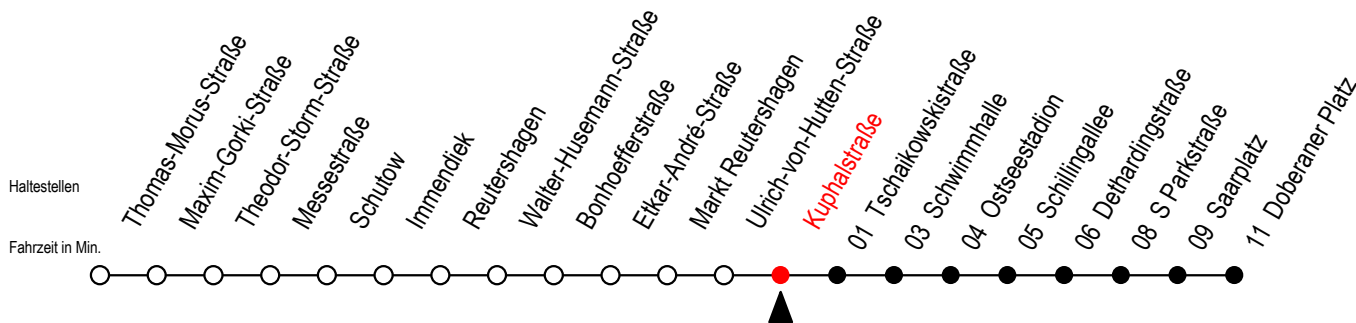 Haltestellen
Fahrzeit in Min.
Thomas-Morus-Straße
Maxim-Gorki-Straße
Theodor-Storm-Straße
Messestraße
Schutow
Immendiek
Reutershagen
Walter-Husemann-Straße
Bonhoefferstraße
Etkar-André-Straße
Markt Reutershagen
Ulrich-von-Hutten-Straße
Kuphalstraße
01 Tschaikowskistraße
03 Schwimmhalle
04 Ostseestadion
05 Schillingallee
06 Dethardingstraße
08 S Parkstraße
09 Saarplatz
11 Doberaner Platz